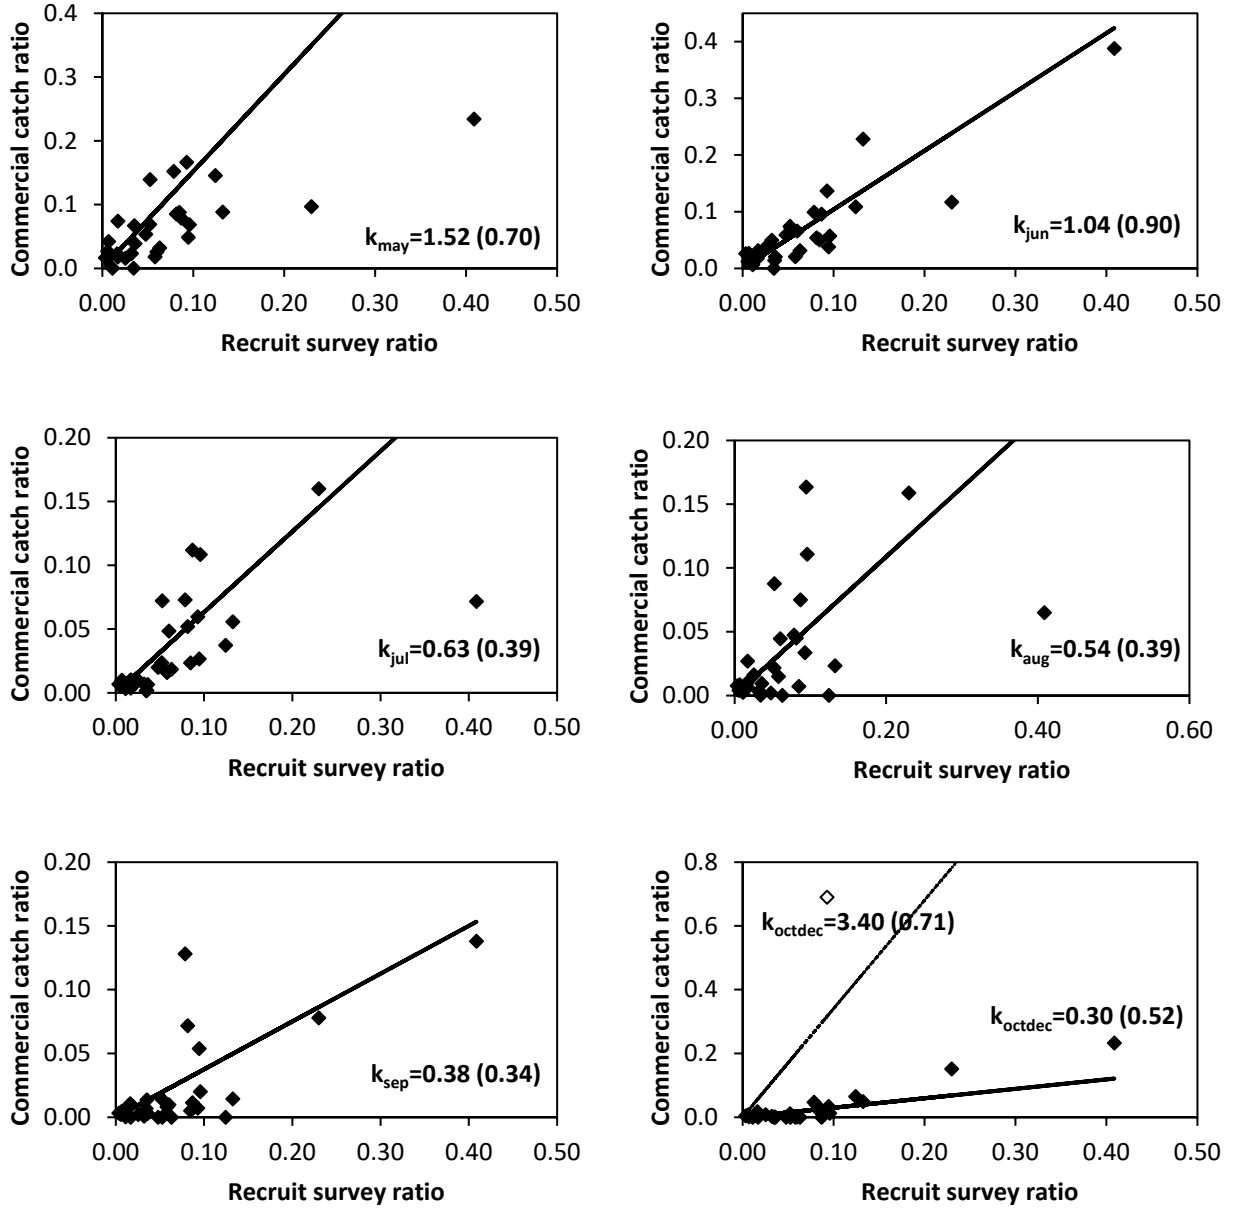 Commercial catch ratio
0.4
0.3
0.2
0.1
0.0
k_may=1.52 (0.70)
0.00 0.10 0.20 0.30 0.40 0.50
Recruit survey ratio
Commercial catch ratio
0.4
0.3
0.2
0.1
0.0
k_jun=1.04 (0.90)
0.00 0.10 0.20 0.30 0.40 0.50
Recruit survey ratio
Commercial catch ratio
0.20
0.15
0.10
0.05
0.00
k_jul=0.63 (0.39)
0.00 0.10 0.20 0.30 0.40 0.50
Recruit survey ratio
Commercial catch ratio
0.20
0.15
0.10
0.05
0.00
k_aug=0.54 (0.39)
0.00 0.20 0.40 0.60
Recruit survey ratio
Commercial catch ratio
0.20
0.15
0.10
0.05
0.00
k_sep=0.38 (0.34)
0.00 0.10 0.20 0.30 0.40 0.50
Recruit survey ratio
Commercial catch ratio
0.8
0.6
0.4
0.2
0.0
k_octdec=3.40 (0.71)
k_octdec=0.30 (0.52)
0.00 0.10 0.20 0.30 0.40 0.50
Recruit survey ratio